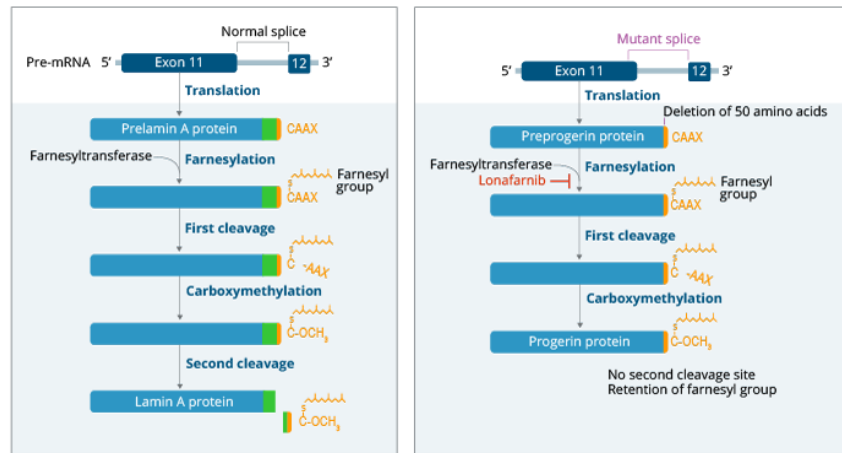 Normal splice
Pre-mRNA 5’ Exon 11 12 3’
Translation
Prelamin A protein CAAX
Farnesyltransferase Farnesylation
S Farnesyl
CAAX group
First cleavage
S
C -AAX
Carboxymethylation
S
C-OCH3
Second cleavage
Lamin A protein
S
C-OCH3
Mutant splice
5’ Exon 11 12 3’
Translation
Deletion of 50 amino acids
Preprogerin protein CAAX
Farnesyltransferase Farnesylation
Lonafarnib
S Farnesyl
CAAX group
First cleavage
S
C -AAX
Carboxymethylation
S
Progerin protein C-OCH3
No second cleavage site
Retention of farnesyl group